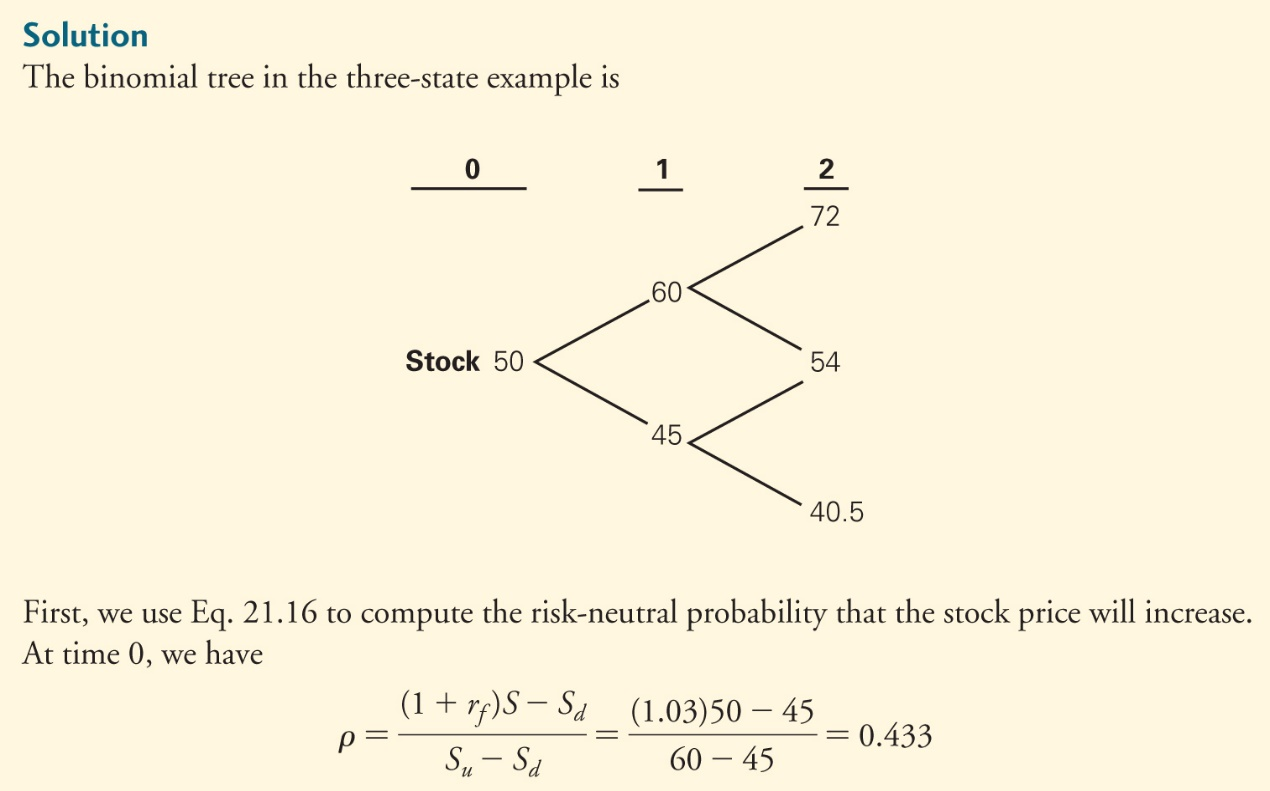 Solution
The binomial tree in the three-state example is
0 1 2
72
60
Stock 50 54
45
40.5
First, we use Eq. 21.16 to compute the risk-neutral probability that the stock price will increase.
At time 0, we have
ρ = ((1 + r_f)S − S_d) / (S_u − S_d) = ((1.03)50 − 45) / (60 − 45) = 0.433